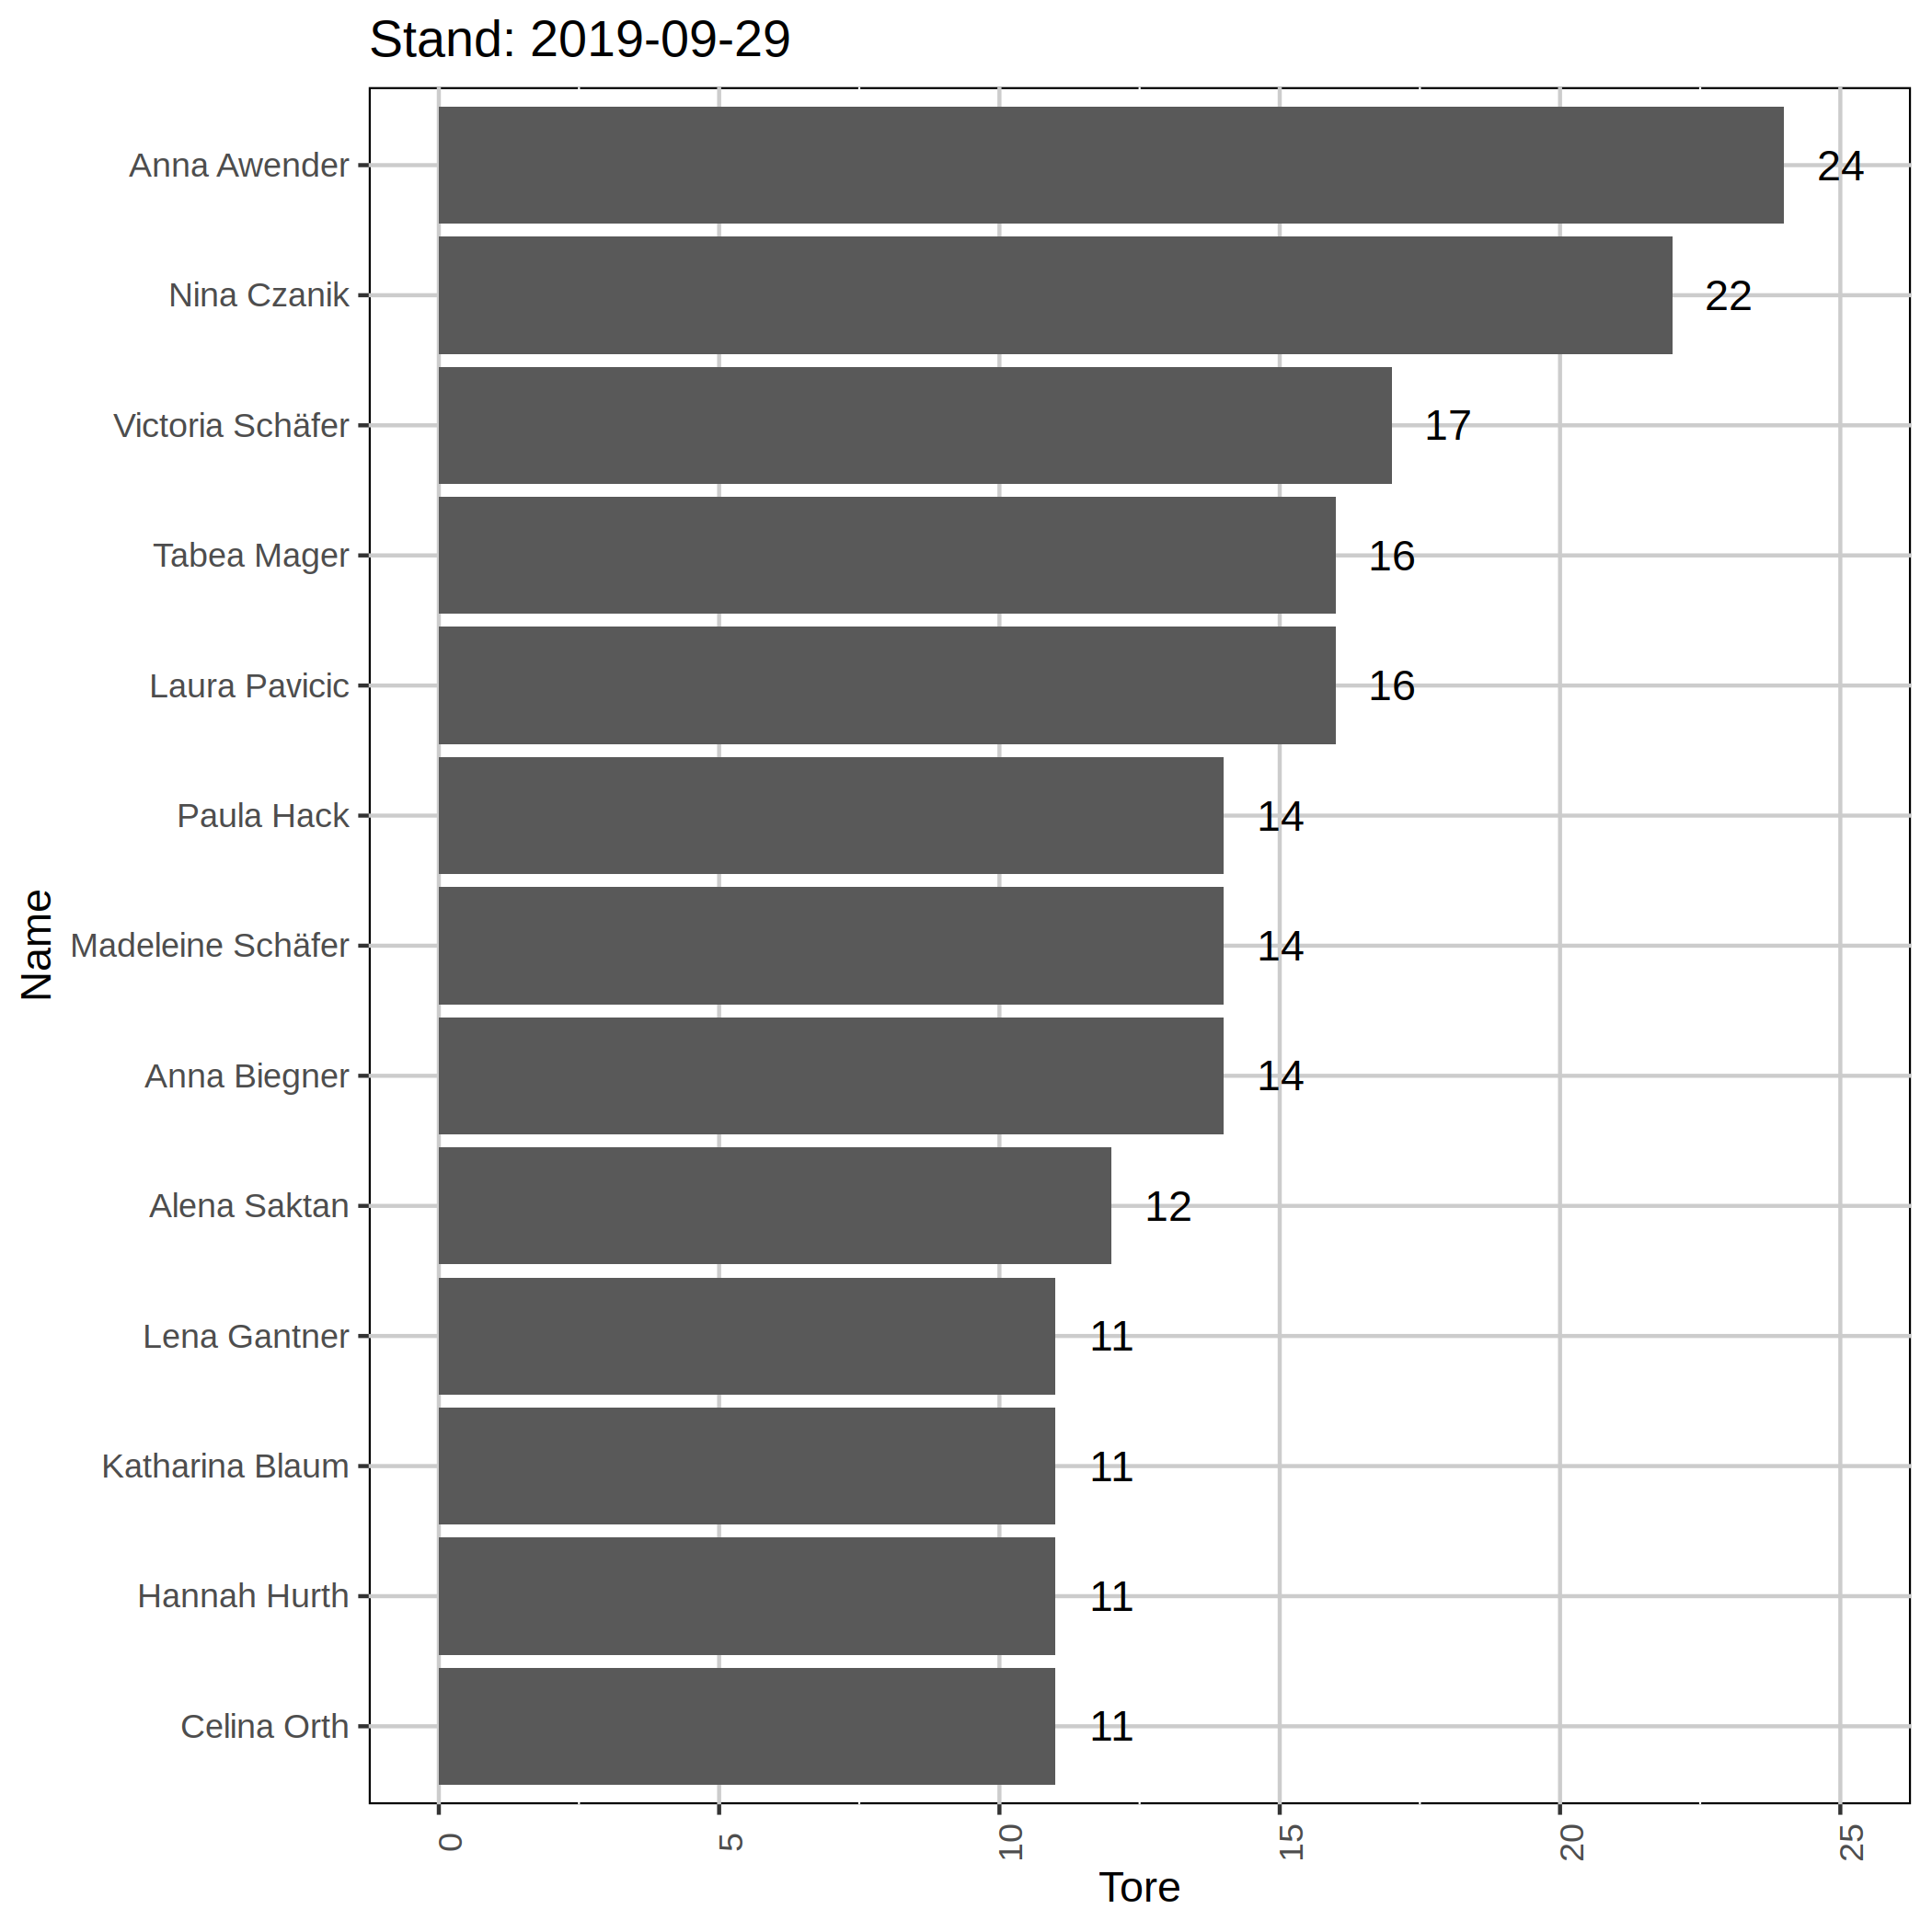 Stand: 2019-09-29
Anna Awender 24
Nina Czanik 22
Victoria Schäfer 17
Tabea Mager 16
Laura Pavicic 16
Paula Hack 14
Madeleine Schäfer 14
Anna Biegner 14
Alena Saktan 12
Lena Gantner 11
Katharina Blaum 11
Hannah Hurth 11
Celina Orth 11
Name
0 5 10 15 20 25
Tore